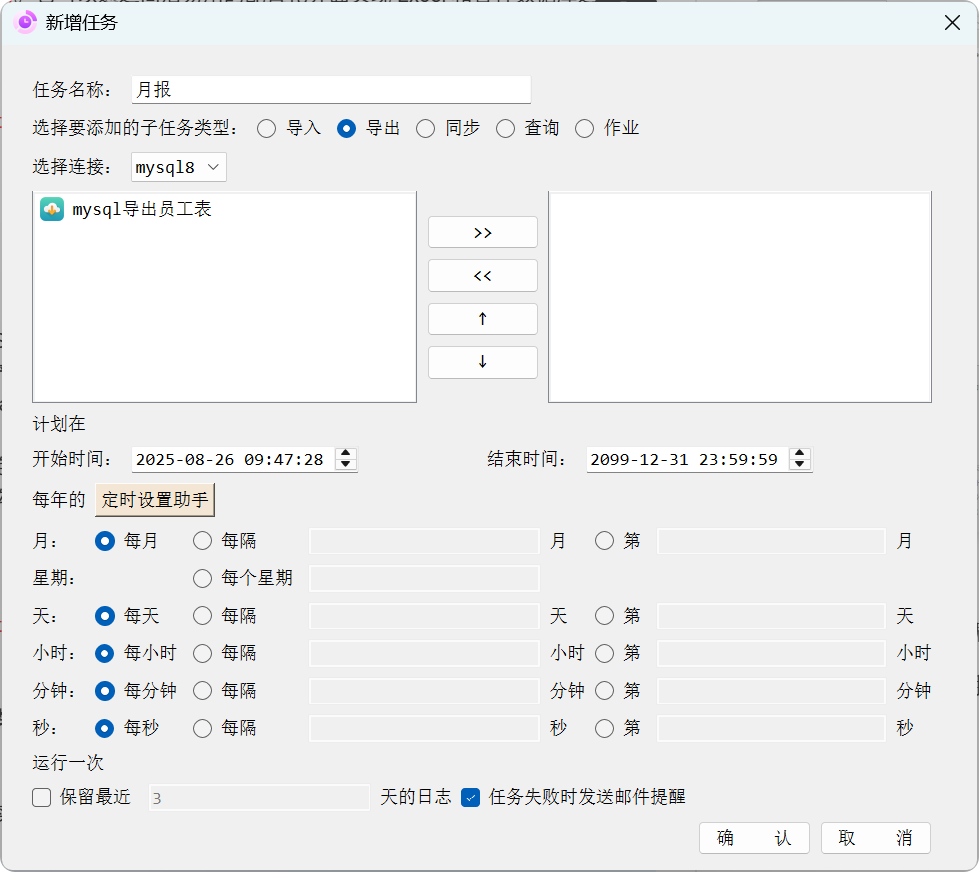 新增任务
任务名称： 月报
选择要添加的子任务类型： 导入 导出 同步 查询 作业
选择连接： mysql8
mysql导出员工表
>>
<<
↑
↓
计划在
开始时间： 2025-08-26 09:47:28 结束时间： 2099-12-31 23:59:59
每年的 定时设置助手
月： 每月 每隔 月 第 月
星期： 每个星期
天： 每天 每隔 天 第 天
小时： 每小时 每隔 小时 第 小时
分钟： 每分钟 每隔 分钟 第 分钟
秒： 每秒 每隔 秒 第 秒
运行一次
保留最近 3 天的日志 任务失败时发送邮件提醒
确 认 取 消